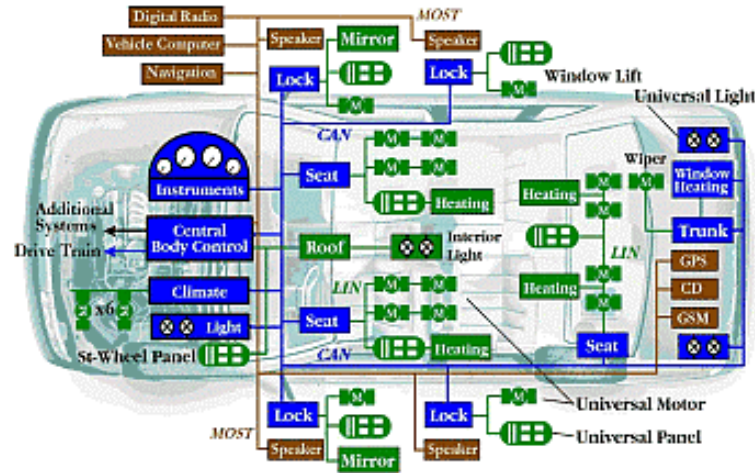 Digital Radio
MOST
Vehicle Computer
Speaker
Mirror
Speaker
Navigation
Lock
Lock
M
M
Window Lift
Universal Light
CAN
M
M
Seat
M
M
Wiper
M
M
Instruments
Heating
Heating
M
Window
Heating
Additional
Systems
Central
Body Control
Roof
Interior
Light
Trunk
Drive Train
LIN
GPS
LIN
M
M
Climate
Heating
M
CD
x6
M
M
M
M
M
Light
Seat
GSM
St-Wheel Panel
Heating
Seat
CAN
Lock
Lock
M
Universal Motor
MOST
Speaker
Speaker
Universal Panel
M
Mirror